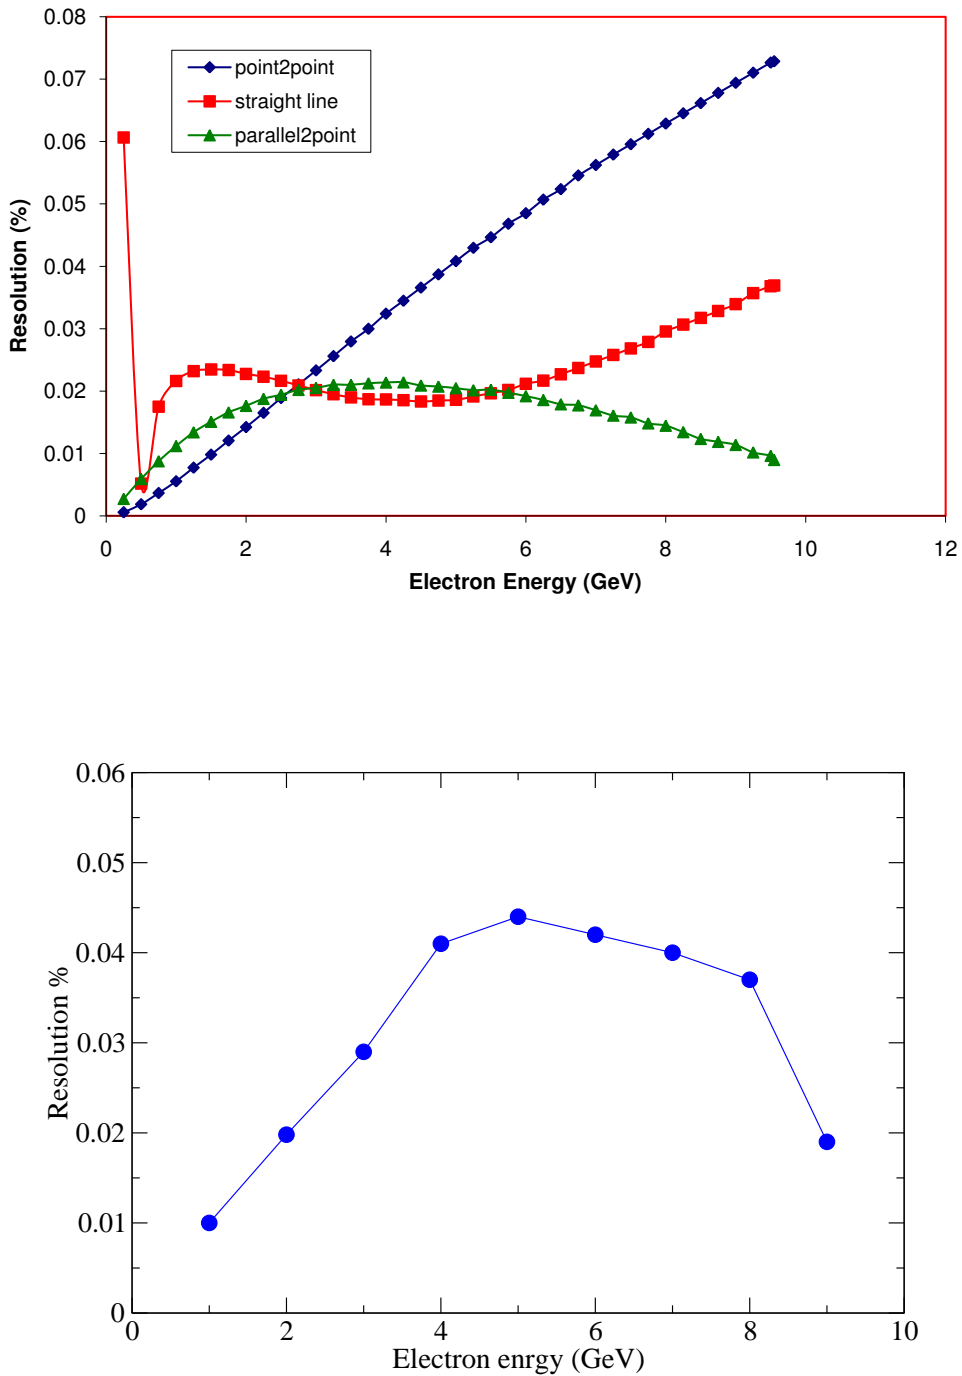 0.08
0.07
0.06
0.05
0.04
0.03
0.02
0.01
0
point2point
straight line
parallel2point
Resolution (%)
0 2 4 6 8 10 12
Electron Energy (GeV)
0.06
0.05
0.04
0.03
0.02
0.01
0
Resolution %
0 2 4 6 8 10
Electron enrgy (GeV)